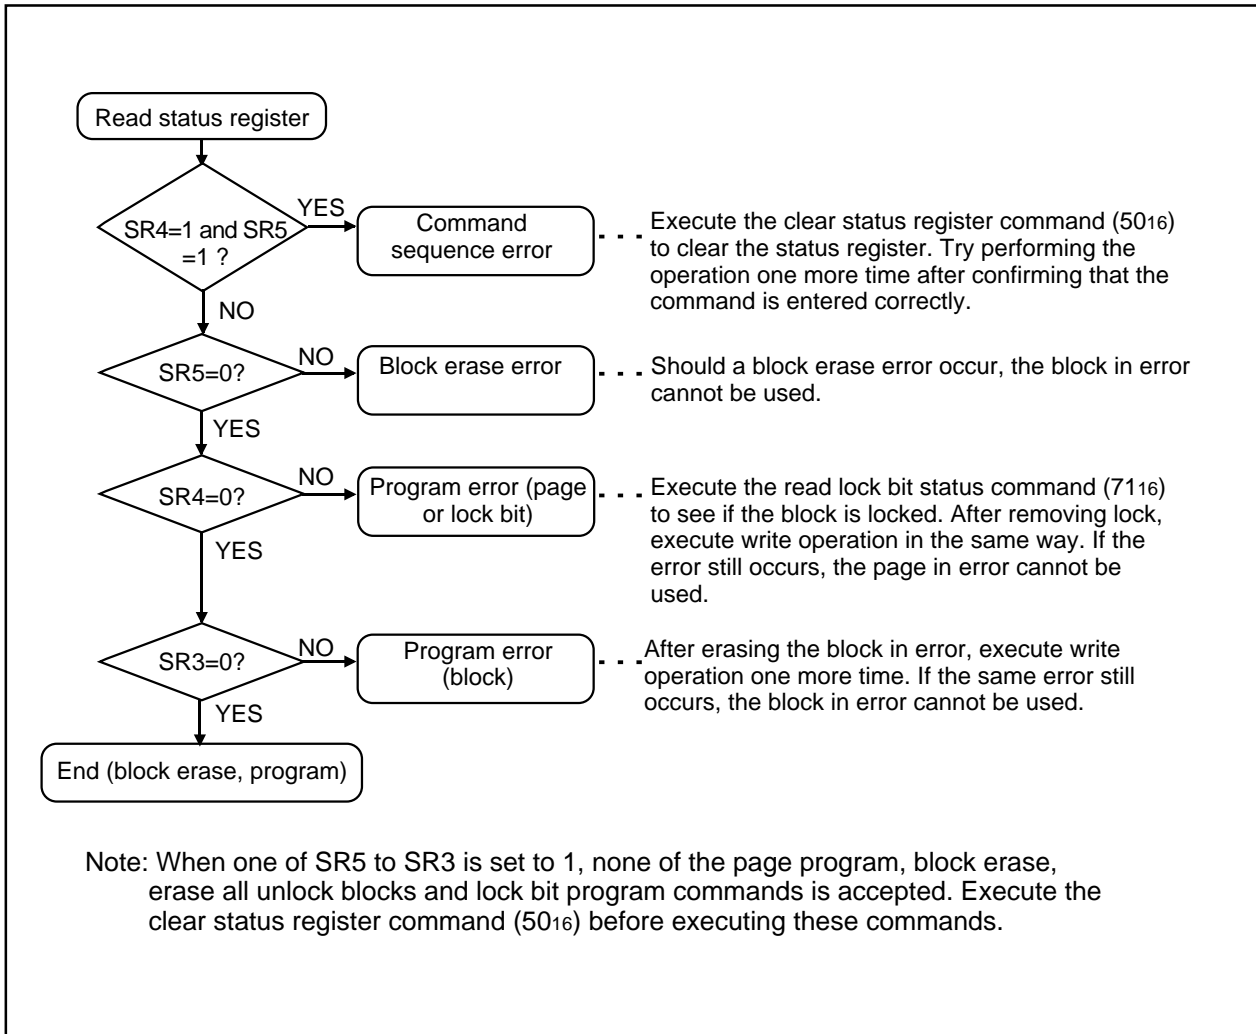 Read status register
SR4=1 and SR5
=1 ?
YES
Command
sequence error
Execute the clear status register command (5016)
to clear the status register. Try performing the
operation one more time after confirming that the
command is entered correctly.
NO
SR5=0?
NO
Block erase error
Should a block erase error occur, the block in error
cannot be used.
YES
SR4=0?
NO
Program error (page
or lock bit)
Execute the read lock bit status command (7116)
to see if the block is locked. After removing lock,
execute write operation in the same way. If the
error still occurs, the page in error cannot be
used.
YES
SR3=0?
NO
Program error
(block)
After erasing the block in error, execute write
operation one more time. If the same error still
occurs, the block in error cannot be used.
YES
End (block erase, program)
Note: When one of SR5 to SR3 is set to 1, none of the page program, block erase,
erase all unlock blocks and lock bit program commands is accepted. Execute the
clear status register command (5016) before executing these commands.